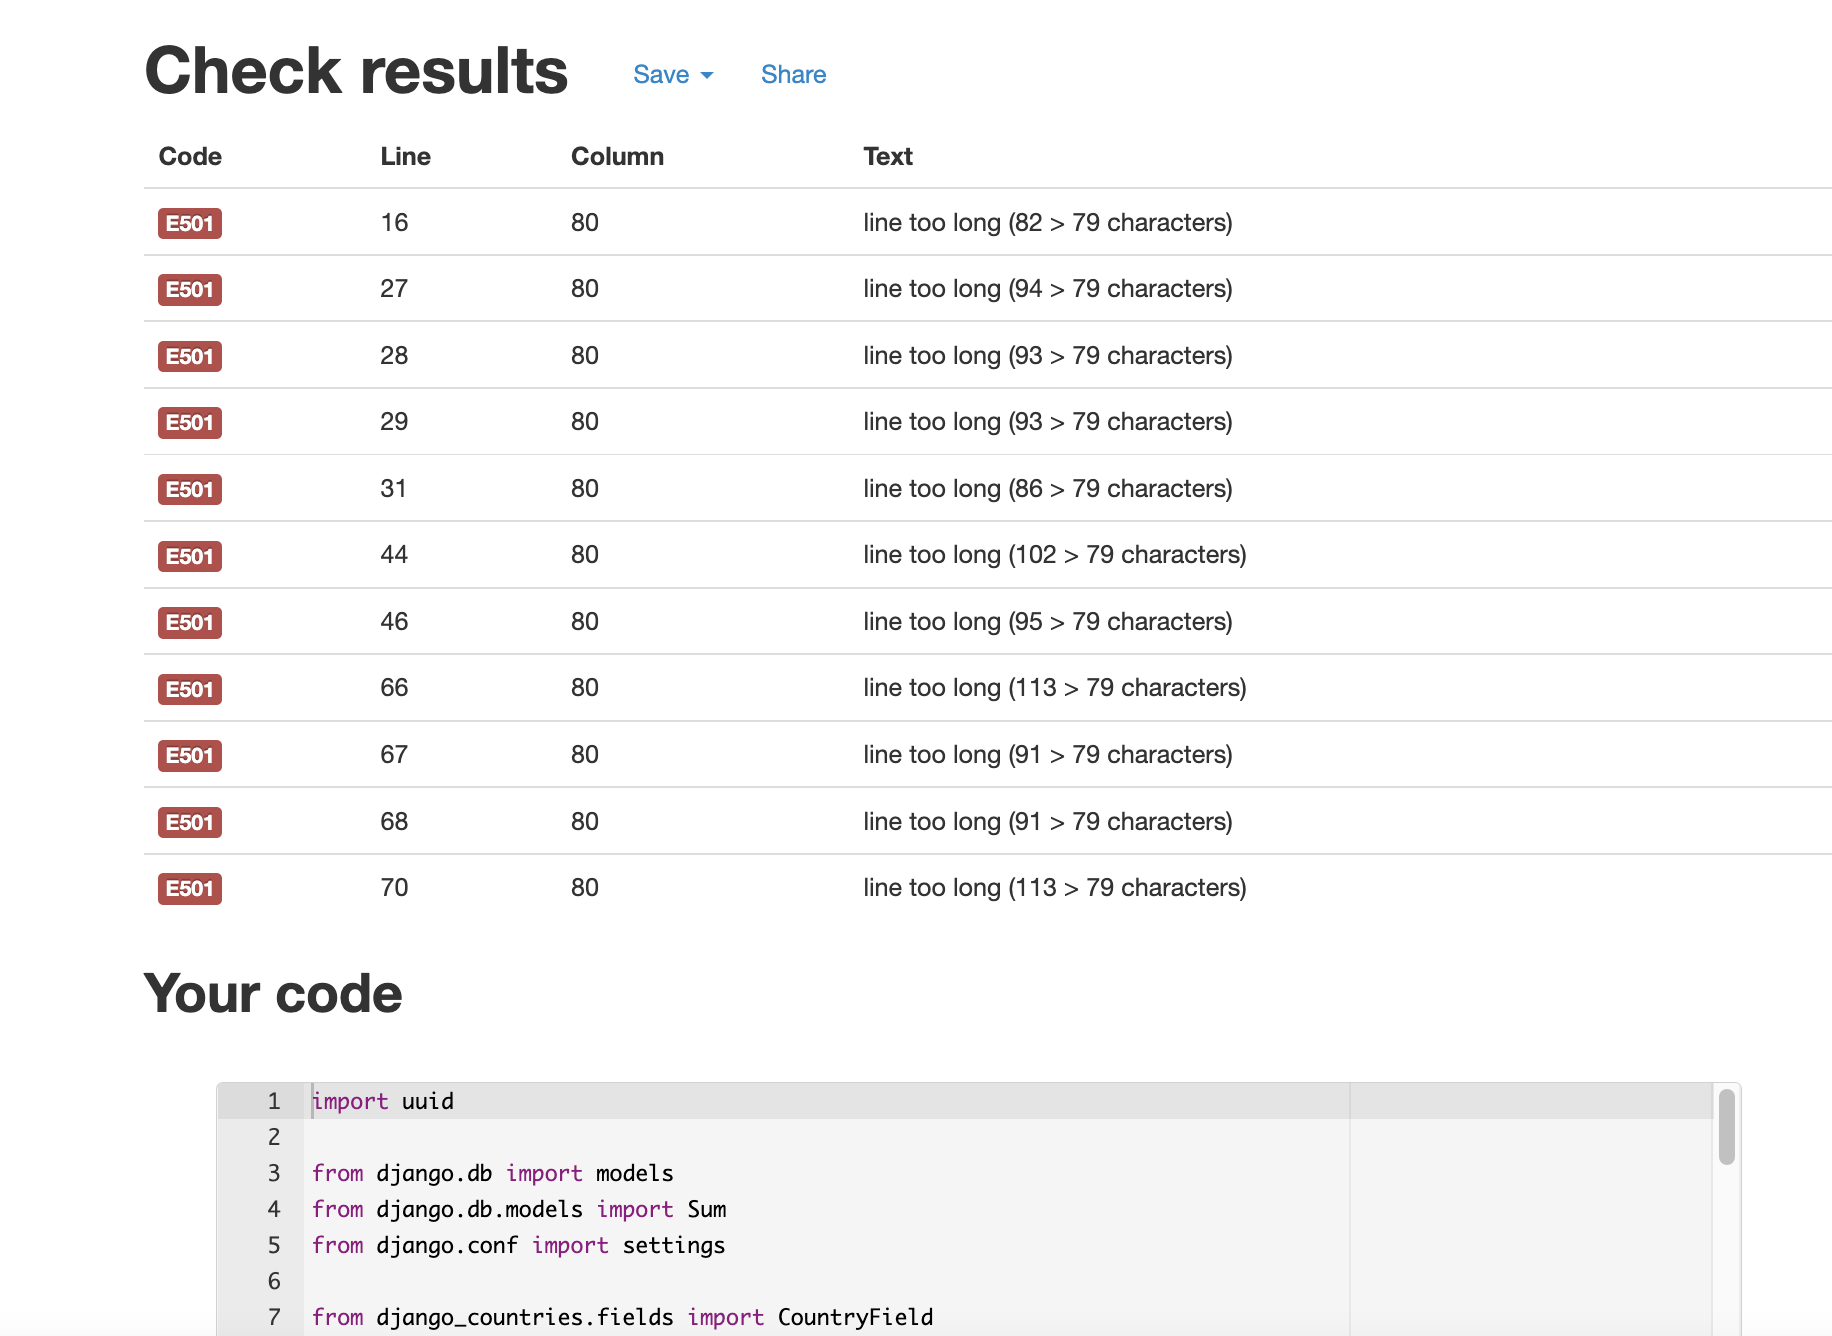 Check results Save Share
Code Line Column Text
E501 16 80 line too long (82 > 79 characters)
E501 27 80 line too long (94 > 79 characters)
E501 28 80 line too long (93 > 79 characters)
E501 29 80 line too long (93 > 79 characters)
E501 31 80 line too long (86 > 79 characters)
E501 44 80 line too long (102 > 79 characters)
E501 46 80 line too long (95 > 79 characters)
E501 66 80 line too long (113 > 79 characters)
E501 67 80 line too long (91 > 79 characters)
E501 68 80 line too long (91 > 79 characters)
E501 70 80 line too long (113 > 79 characters)
Your code
1 import uuid
2
3 from django.db import models
4 from django.db.models import Sum
5 from django.conf import settings
6
7 from django_countries.fields import CountryField